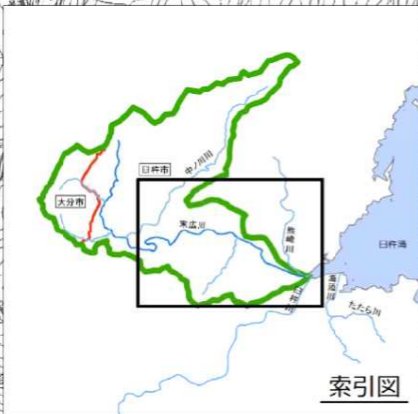 中ノ川川
臼杵市
大分市
末広川
熊崎川
臼杵湾
臼杵川
海添川
たたら川
索引図